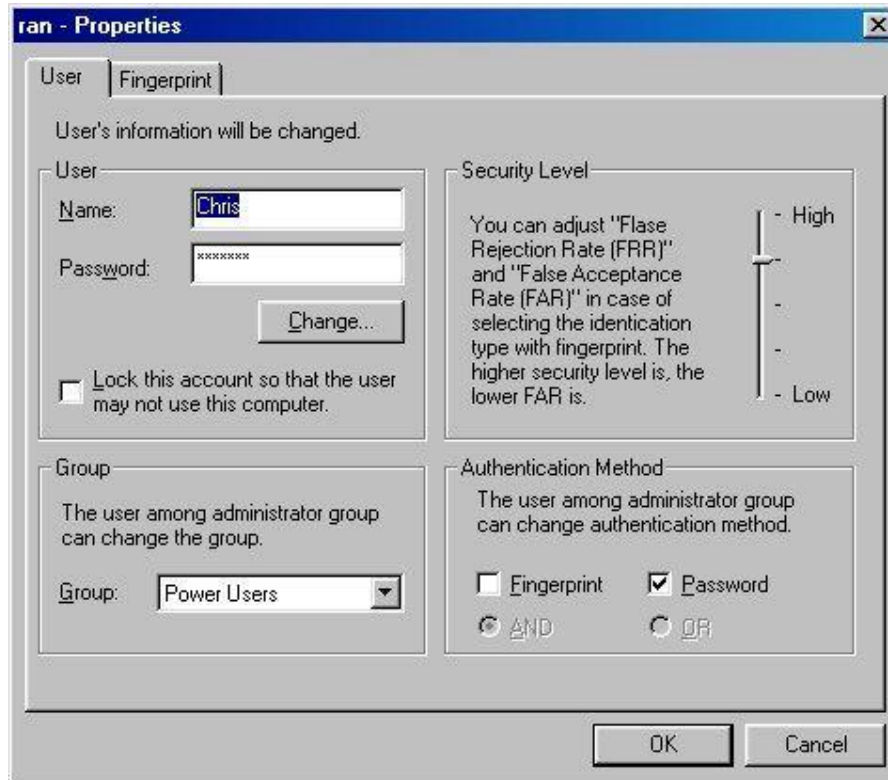 ran - Properties
User
Fingerprint
User's information will be changed.
User
Name:
Chris
Password:
xxxxxxx
Change...
Lock this account so that the user
may not use this computer.
Security Level
You can adjust "Flase
Rejection Rate (FRR)"
and "False Acceptance
Rate (FAR)" in case of
selecting the identication
type with fingerprint. The
higher security level is, the
lower FAR is.
- High
-
-
-
- Low
Group
The user among administrator group
can change the group.
Group:
Power Users
Authentication Method
The user among administrator group
can change authentication method.
Fingerprint
Password
AND
OR
OK
Cancel